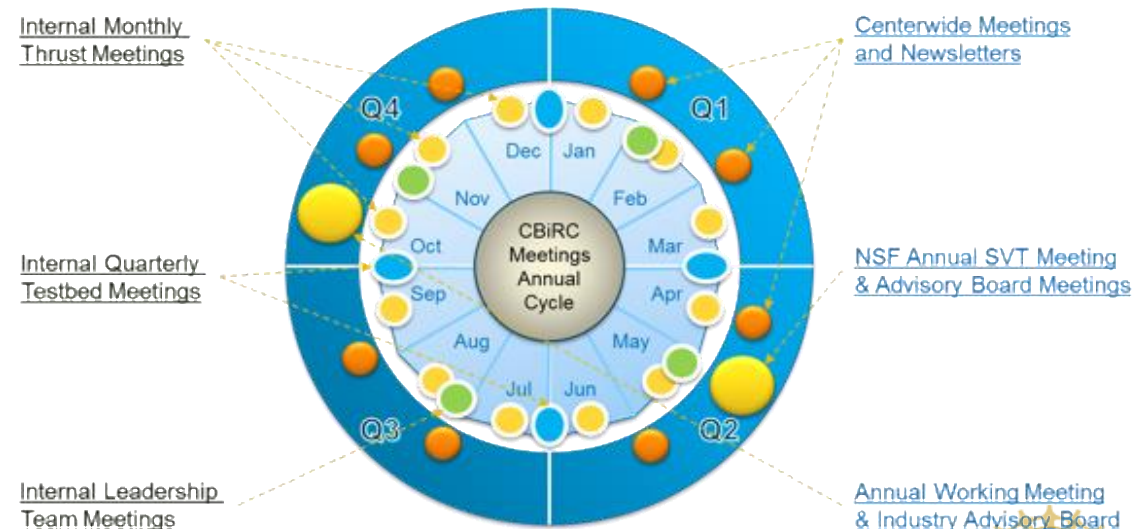 Internal Monthly
Thrust Meetings
Centerwide Meetings
and Newsletters
Q4
Q1
Dec
Jan
Nov
Feb
Oct
Mar
CBiRC
Meetings
Annual
Cycle
Internal Quarterly
Testbed Meetings
NSF Annual SVT Meeting
& Advisory Board Meetings
Sep
Apr
Aug
May
Jul
Jun
Q3
Q2
Internal Leadership
Team Meetings
Annual Working Meeting
& Industry Advisory Board